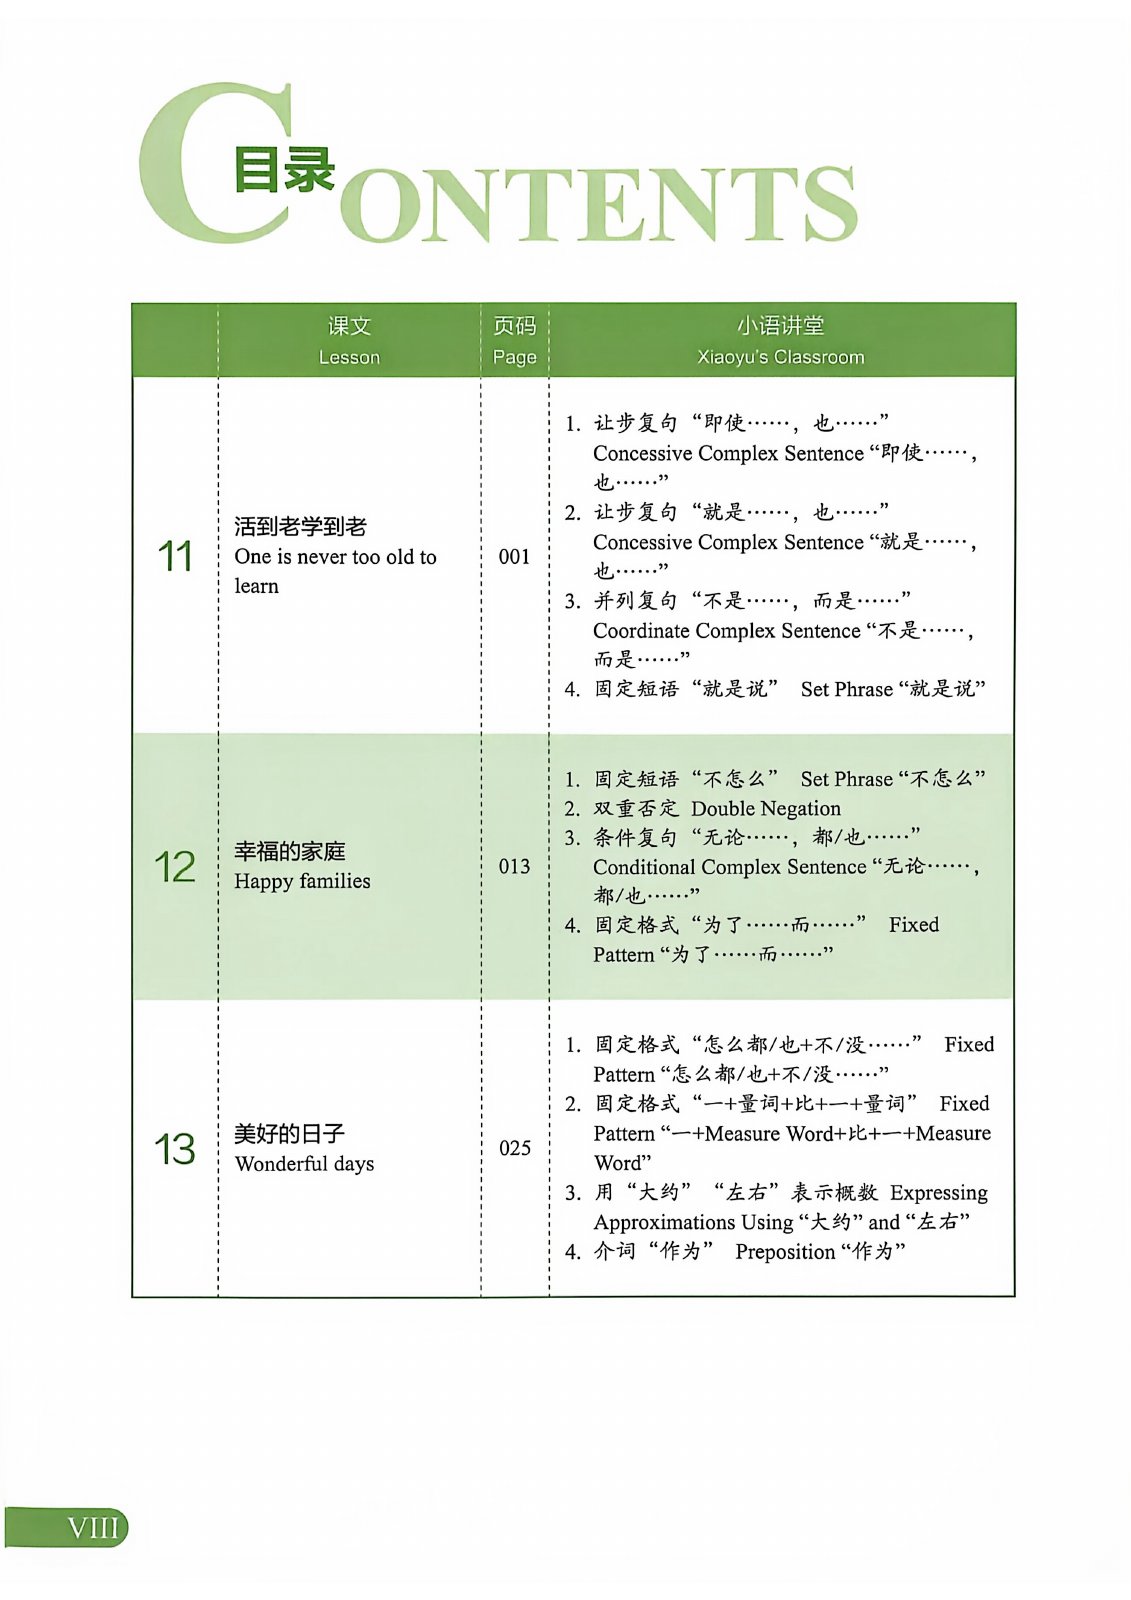 目录
CONTENTS
课文
Lesson
页码
Page
小语讲堂
Xiaoyu's Classroom
11
活到老学到老
One is never too old to
learn
001
1. 让步复句“即使……，也……”
Concessive Complex Sentence “即使……，
也……”
2. 让步复句“就是……，也……”
Concessive Complex Sentence “就是……，
也……”
3. 并列复句“不是……，而是……”
Coordinate Complex Sentence “不是……，
而是……”
4. 固定短语“就是说” Set Phrase “就是说”
12
幸福的家庭
Happy families
013
1. 固定短语“不怎么” Set Phrase “不怎么”
2. 双重否定 Double Negation
3. 条件复句“无论……，都/也……”
Conditional Complex Sentence “无论……，
都/也……”
4. 固定格式“为了……而……” Fixed
Pattern “为了……而……”
13
美好的日子
Wonderful days
025
1. 固定格式“怎么都/也+不/没……” Fixed
Pattern “怎么都/也+不/没……”
2. 固定格式“一+量词+比+一+量词” Fixed
Pattern “一+Measure Word+比+一+Measure
Word”
3. 用“大约”“左右”表示概数 Expressing
Approximations Using “大约” and “左右”
4. 介词“作为” Preposition “作为”
VIII